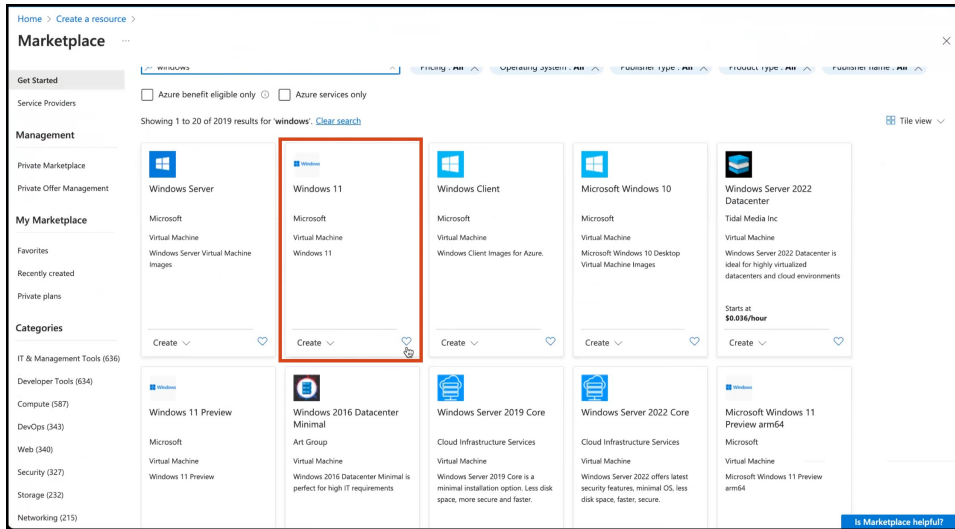 Home > Create a resource >
Marketplace ...
Get Started
Service Providers
Management
Private Marketplace
Private Offer Management
My Marketplace
Favorites
Recently created
Private plans
Categories
IT & Management Tools (636)
Developer Tools (634)
Compute (587)
DevOps (343)
Web (340)
Security (327)
Storage (232)
Networking (215)
windows
Pricing : All
Operating System : All
Publisher Type : All
Product Type : All
Publisher name : All
Azure benefit eligible only
Azure services only
Showing 1 to 20 of 2019 results for 'windows'. Clear search
Tile view
Windows Server
Microsoft
Virtual Machine
Windows Server Virtual Machine
Images
Create
Windows
Windows 11
Microsoft
Virtual Machine
Windows 11
Create
Windows Client
Microsoft
Virtual Machine
Windows Client Images for Azure.
Create
Microsoft Windows 10
Microsoft
Virtual Machine
Microsoft Windows 10 Desktop
Virtual Machine Images
Create
Windows Server 2022
Datacenter
Tidal Media Inc
Virtual Machine
Windows Server 2022 Datacenter is
ideal for highly virtualized
datacenters and cloud environments
Starts at
$0.036/hour
Create
Windows
Windows 11 Preview
Microsoft
Virtual Machine
Windows 11 Preview
Windows 2016 Datacenter
Minimal
Art Group
Virtual Machine
Windows 2016 Datacenter Minimal is
perfect for high IT requirements
Windows Server 2019 Core
Cloud Infrastructure Services
Virtual Machine
Windows Server 2019 Core is a
minimal installation option. Less disk
space, more secure and faster.
Windows Server 2022 Core
Cloud Infrastructure Services
Virtual Machine
Windows Server 2022 offers latest
security features, minimal OS, less
disk space, faster, secure.
Windows
Microsoft Windows 11
Preview arm64
Microsoft
Virtual Machine
Microsoft Windows 11 Preview
arm64
Is Marketplace helpful?